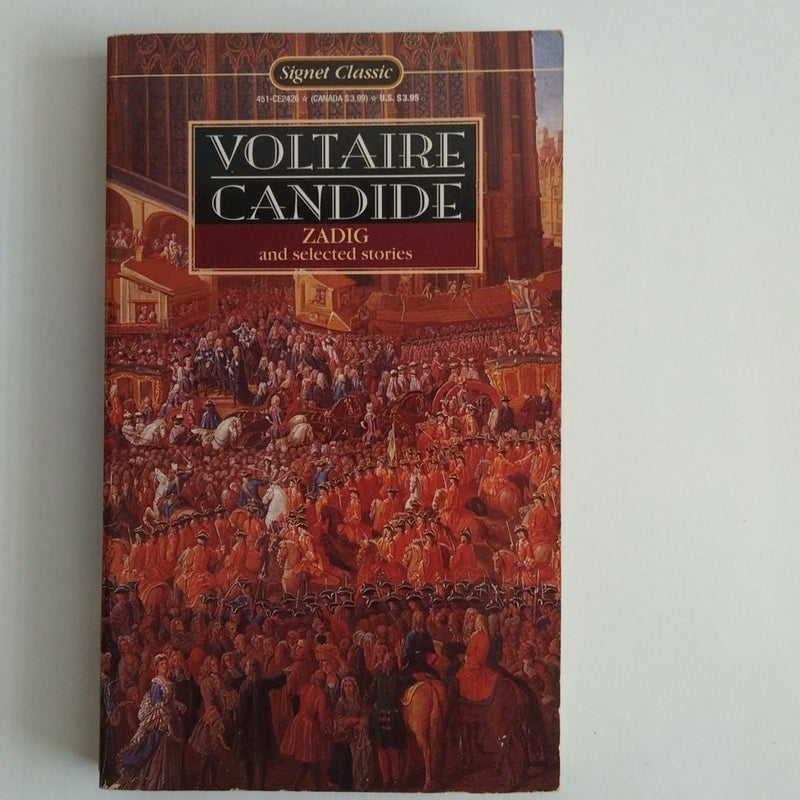 Signet Classic
451-CE2426 ☆ (CANADA $3.99) ☆ U.S. $3.95
VOLTAIRE
CANDIDE
ZADIG
and selected stories